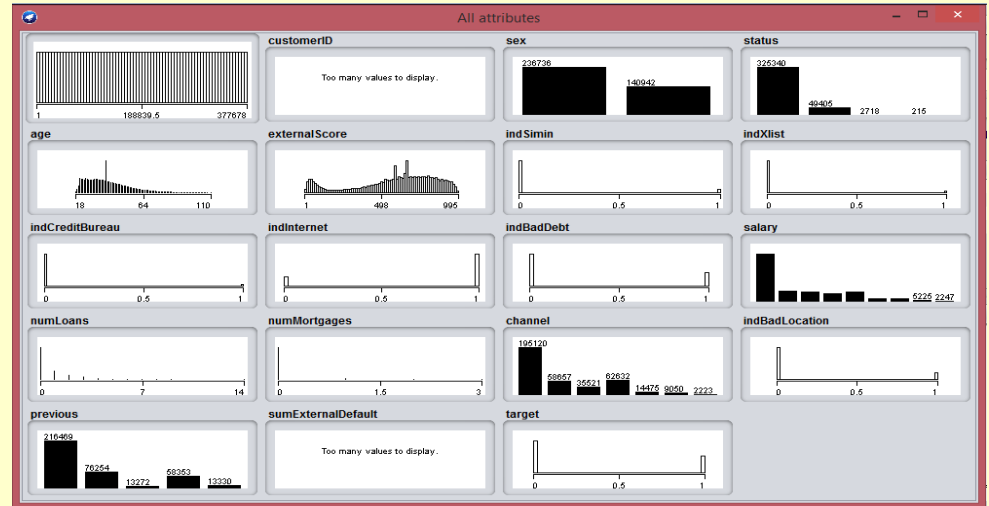 All attributes
1 188839.5 377678
customerID
Too many values to display.
sex
236736
140942
status
325340
49405
2718
215
age
18 64 110
externalScore
1 498 995
indSimin
0 0.5 1
indXlist
0 0.5 1
indCreditBureau
0 0.5 1
indInternet
0 0.5 1
indBadDebt
0 0.5 1
salary
5225 2247
numLoans
0 7 14
numMortgages
0 1.5 3
channel
195120
58657
35521
62632
14475
9050
2223
indBadLocation
0 0.5 1
previous
216469
76254
13272
58353
13330
sumExternalDefault
Too many values to display.
target
0 0.5 1